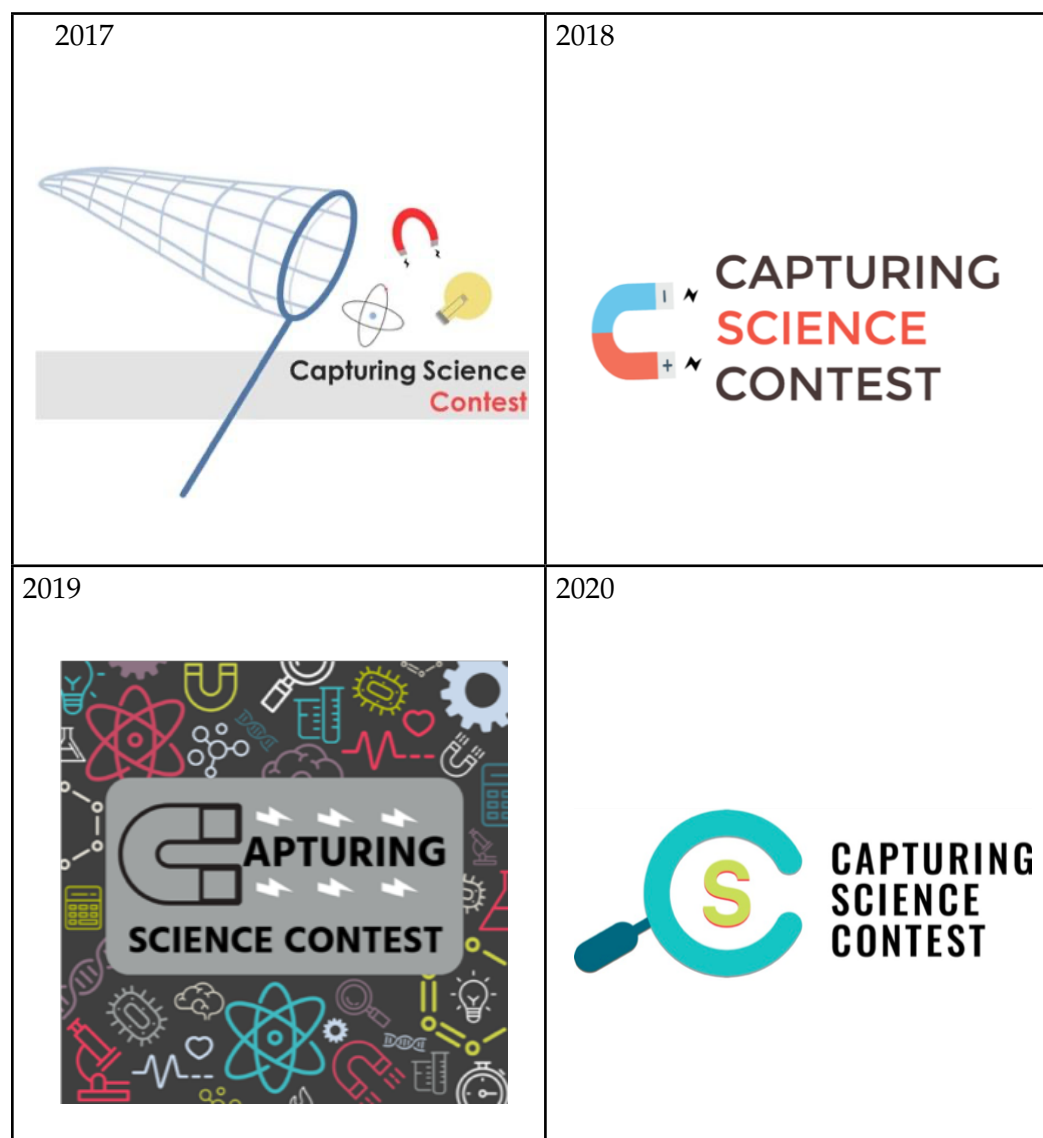 2017
Capturing Science
Contest
2018
CAPTURING
SCIENCE
CONTEST
2019
APTURING
SCIENCE CONTEST
2020
S
CAPTURING
SCIENCE
CONTEST